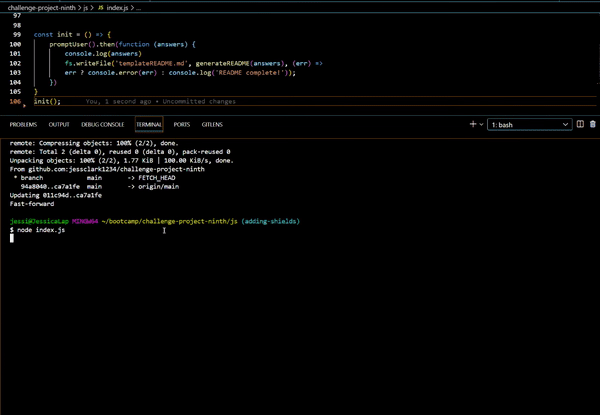 challenge-project-ninth > js > JS index.js > ...
97
98
99 const init = () => {
100 promptUser().then(function (answers) {
101 console.log(answers)
102 fs.writeFile('templateREADME.md', generateREADME(answers), (err) =>
103 err ? console.error(err) : console.log('README complete!'));
104 })
105 }
106 init(); You, 1 second ago • Uncommitted changes
PROBLEMS OUTPUT DEBUG CONSOLE TERMINAL PORTS GITLENS 1: bash
remote: Compressing objects: 100% (2/2), done.
remote: Total 2 (delta 0), reused 0 (delta 0), pack-reused 0
Unpacking objects: 100% (2/2), 1.77 KiB | 100.00 KiB/s, done.
From github.com:jessclark1234/challenge-project-ninth
* branch main -> FETCH_HEAD
94a8040..ca7a1fe main -> origin/main
Updating 011c94d..ca7a1fe
Fast-forward
jessi@JessicaLap MINGW64 ~/bootcamp/challenge-project-ninth/js (adding-shields)
$ node index.js